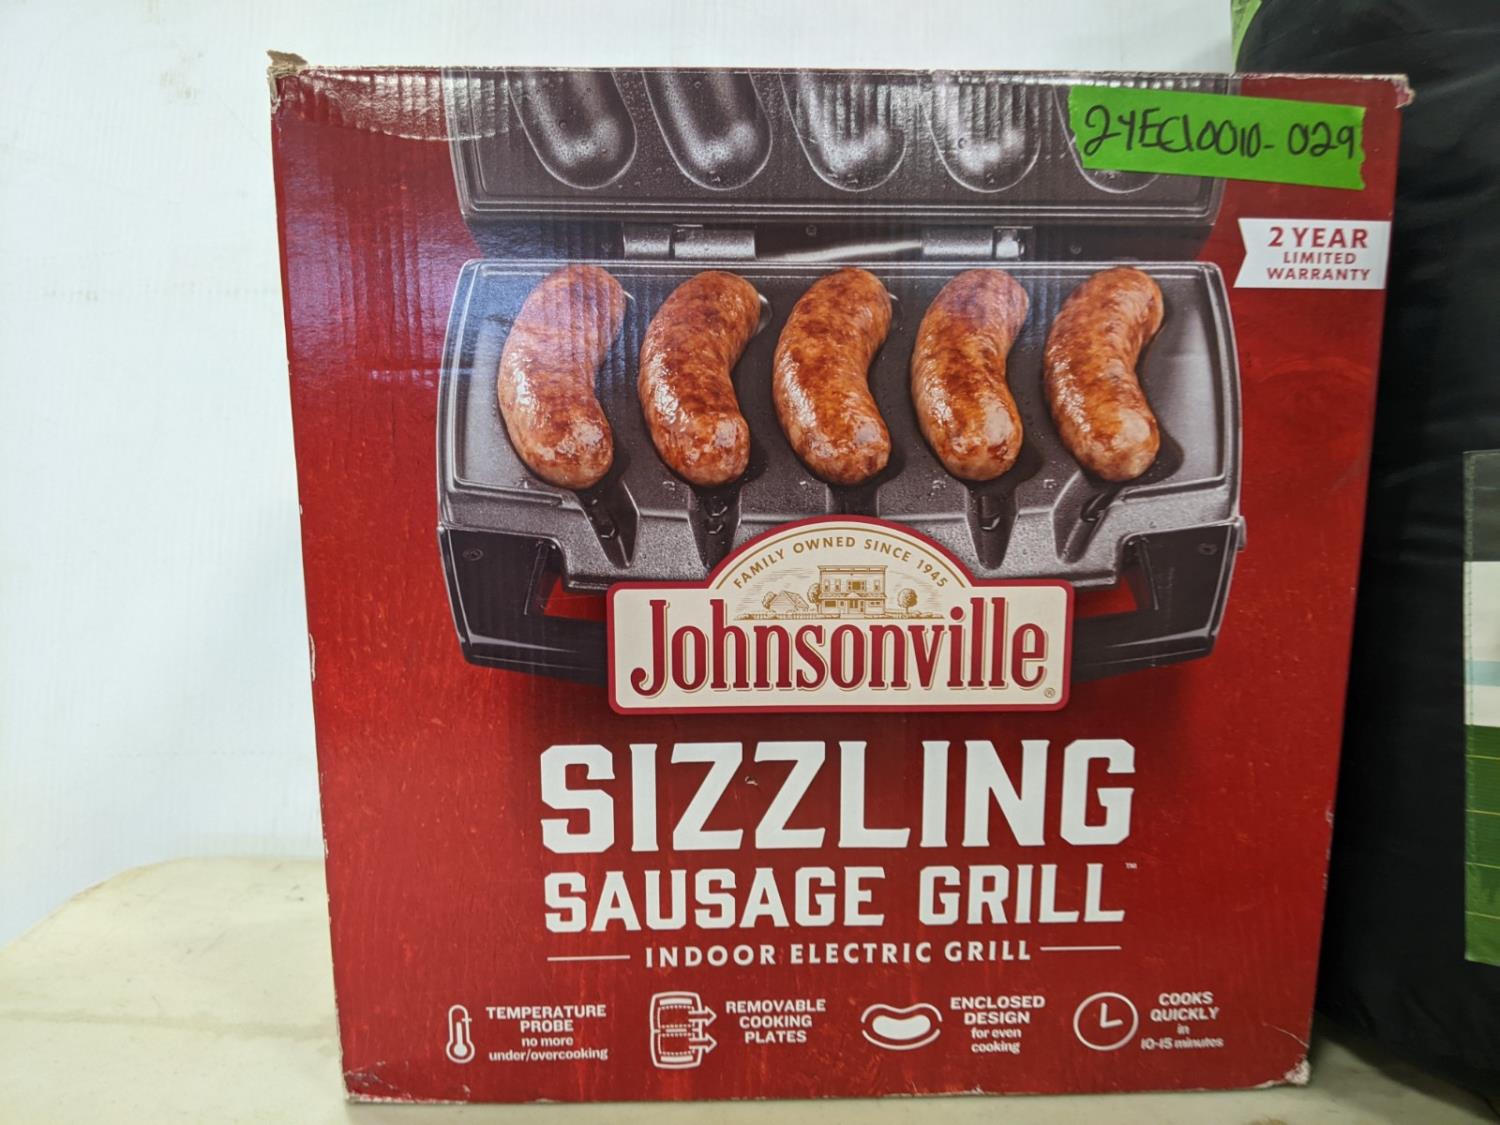 24EC10010-029
2 YEAR
LIMITED
WARRANTY
FAMILY OWNED SINCE 1945
Johnsonville®
SIZZLING
SAUSAGE GRILL™
INDOOR ELECTRIC GRILL
TEMPERATURE
PROBE
no more
under/overcooking
REMOVABLE
COOKING
PLATES
ENCLOSED
DESIGN
for even
cooking
COOKS
QUICKLY
in
10-15 minutes